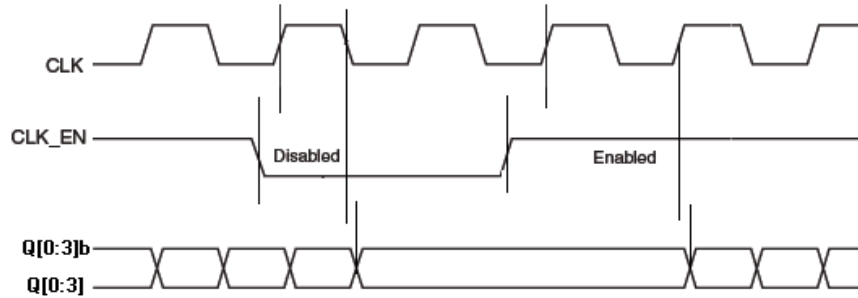 CLK
CLK_EN
Disabled
Enabled
Q[0:3]b
Q[0:3]